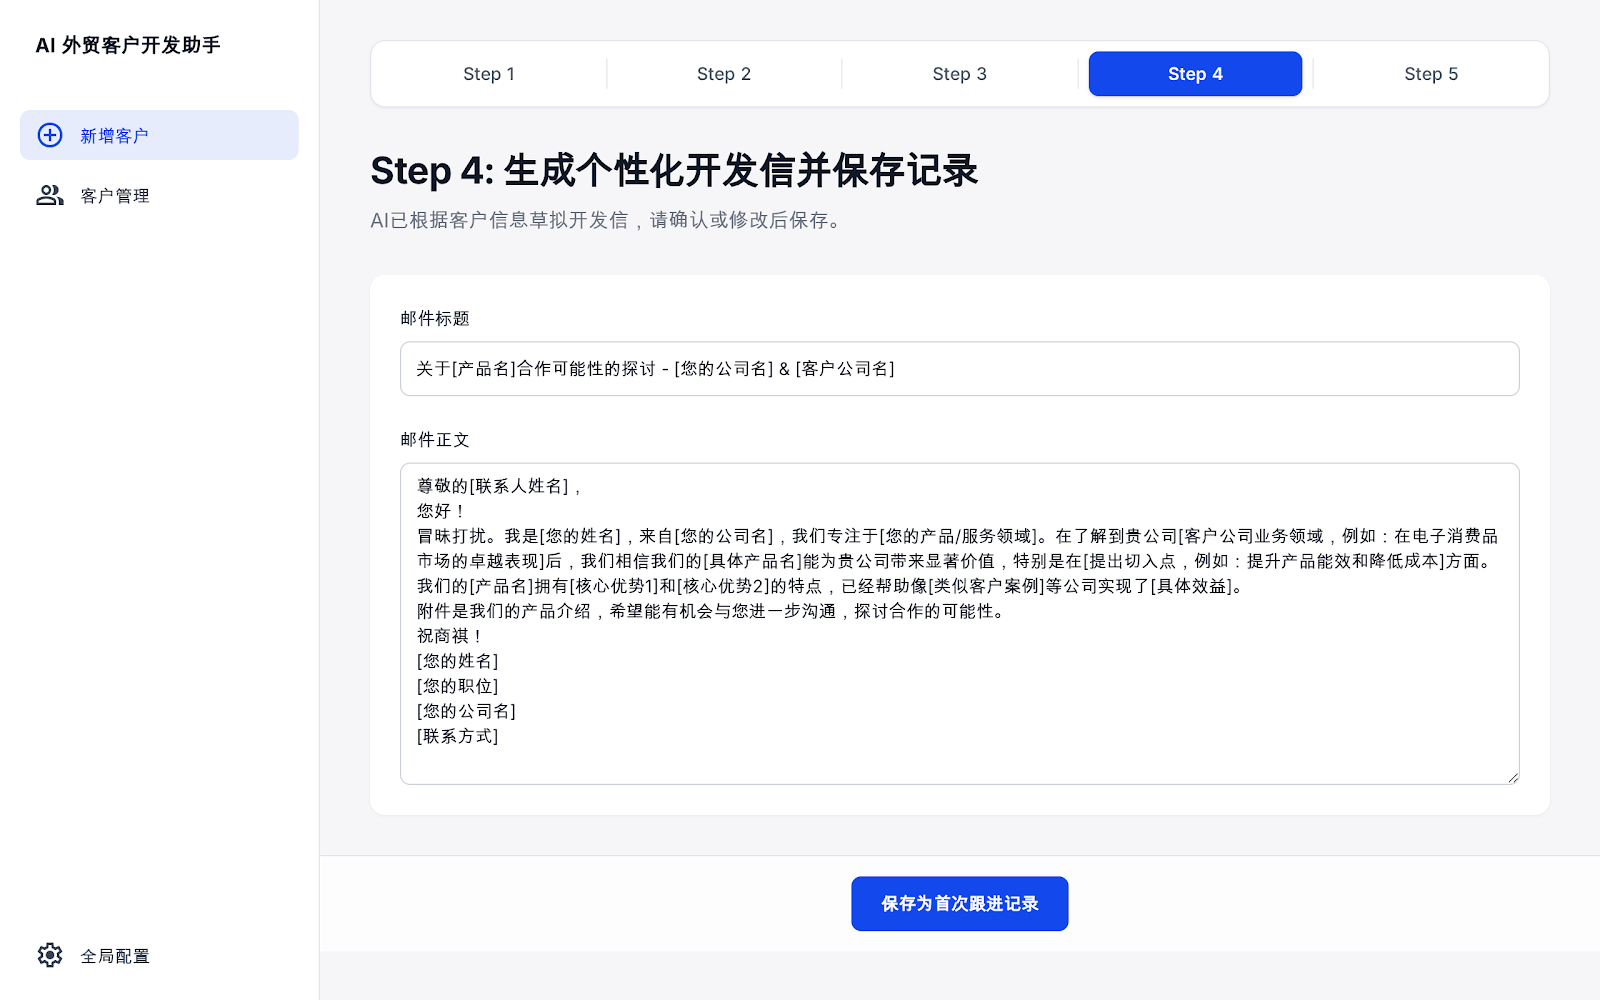 AI 外贸客户开发助手
新增客户
客户管理
全局配置
Step 1
Step 2
Step 3
Step 4
Step 5
Step 4: 生成个性化开发信并保存记录
AI已根据客户信息草拟开发信，请确认或修改后保存。
邮件标题
关于[产品名]合作可能性的探讨 - [您的公司名] & [客户公司名]
邮件正文
尊敬的[联系人姓名]，
您好！
冒昧打扰。我是[您的姓名]，来自[您的公司名]，我们专注于[您的产品/服务领域]。在了解到贵公司[客户公司业务领域，例如：在电子消费品
市场的卓越表现]后，我们相信我们的[具体产品名]能为贵公司带来显著价值，特别是在[提出切入点，例如：提升产品能效和降低成本]方面。
我们的[产品名]拥有[核心优势1]和[核心优势2]的特点，已经帮助像[类似客户案例]等公司实现了[具体效益]。
附件是我们的产品介绍，希望能有机会与您进一步沟通，探讨合作的可能性。
祝商祺！
[您的姓名]
[您的职位]
[您的公司名]
[联系方式]
保存为首次跟进记录